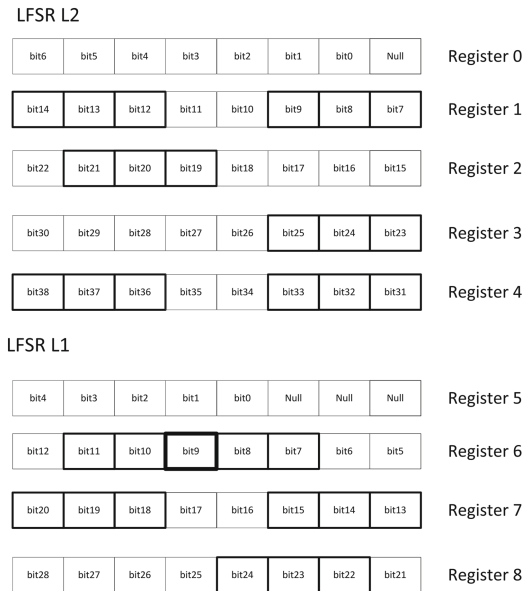 LFSR L2
bit6 bit5 bit4 bit3 bit2 bit1 bit0 Null Register 0
bit14 bit13 bit12 bit11 bit10 bit9 bit8 bit7 Register 1
bit22 bit21 bit20 bit19 bit18 bit17 bit16 bit15 Register 2
bit30 bit29 bit28 bit27 bit26 bit25 bit24 bit23 Register 3
bit38 bit37 bit36 bit35 bit34 bit33 bit32 bit31 Register 4
LFSR L1
bit4 bit3 bit2 bit1 bit0 Null Null Null Register 5
bit12 bit11 bit10 bit9 bit8 bit7 bit6 bit5 Register 6
bit20 bit19 bit18 bit17 bit16 bit15 bit14 bit13 Register 7
bit28 bit27 bit26 bit25 bit24 bit23 bit22 bit21 Register 8